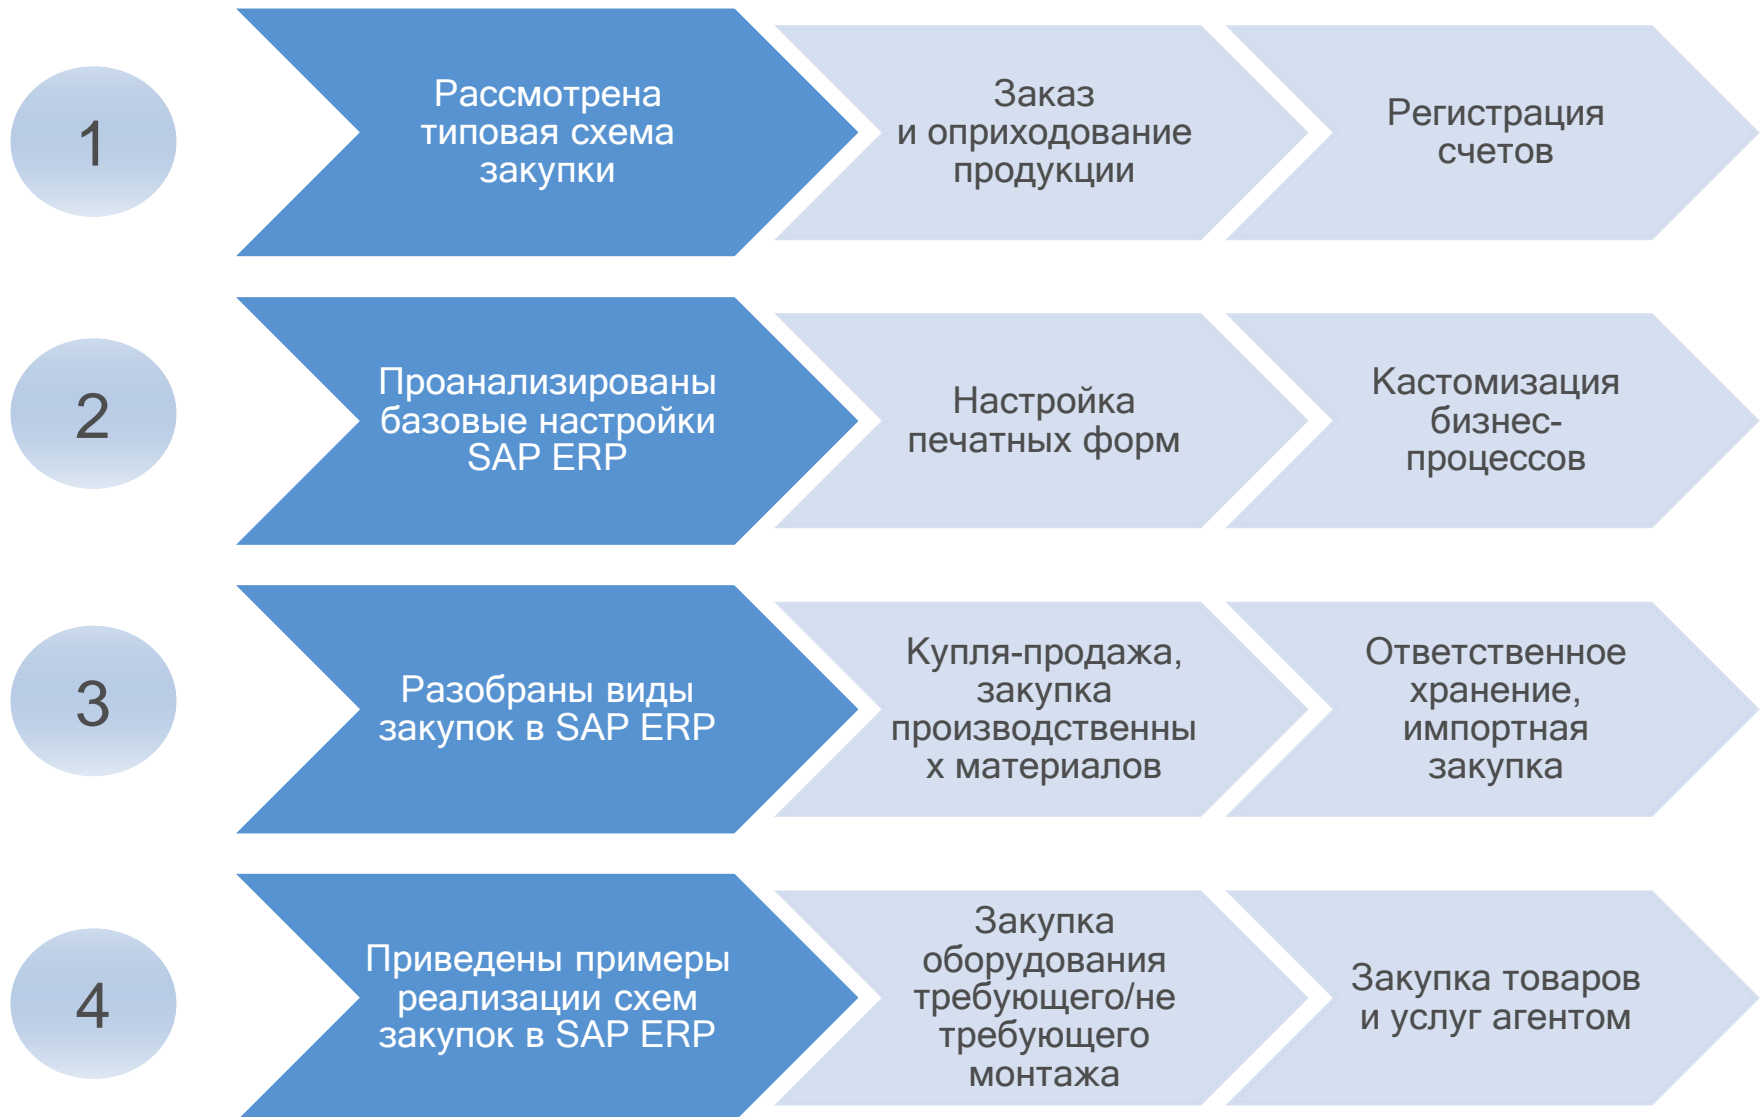 1
Рассмотрена
типовая схема
закупки
Заказ
и оприходование
продукции
Регистрация
счетов
2
Проанализированы
базовые настройки
SAP ERP
Настройка
печатных форм
Кастомизация
бизнес-
процессов
3
Разобраны виды
закупок в SAP ERP
Купля-продажа,
закупка
производственны
х материалов
Ответственное
хранение,
импортная
закупка
4
Приведены примеры
реализации схем
закупок в SAP ERP
Закупка
оборудования
требующего/не
требующего
монтажа
Закупка товаров
и услуг агентом